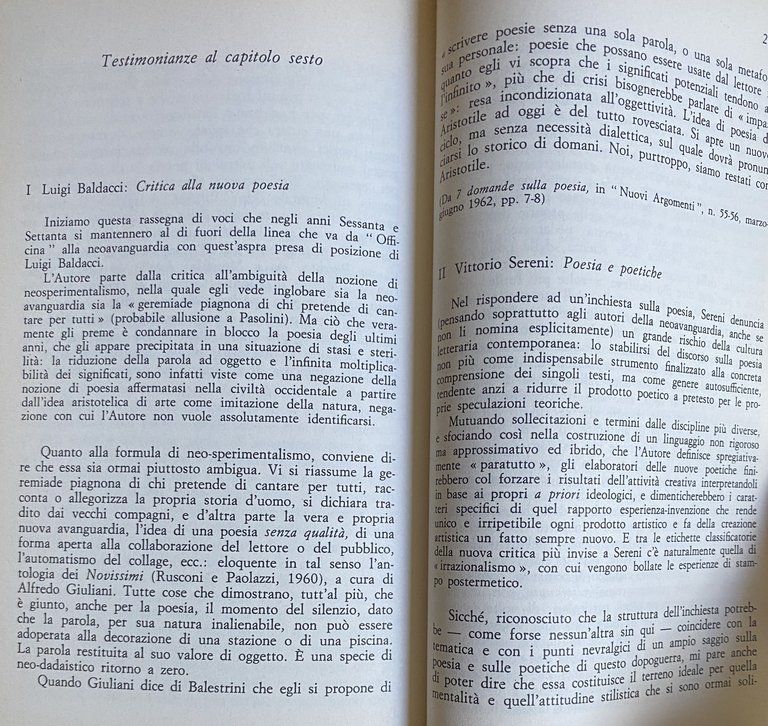 Testimonianze al capitolo sesto
I Luigi Baldacci: Critica alla nuova poesia
Iniziamo questa rassegna di voci che negli anni Sessanta e
Settanta si mantennero al di fuori della linea che va da “ Offi-
cina ” alla neoavanguardia con quest'aspra presa di posizione di
Luigi Baldacci.
L'Autore parte dalla critica all'ambiguità della nozione di
neosperimentalismo, nella quale egli vede inglobare sia la neo-
avanguardia sia la « geremiade piagnona di chi pretende di can-
tare per tutti » (probabile allusione a Pasolini). Ma ciò che vera-
mente gli preme è condannare in blocco la poesia degli ultimi
anni, che gli appare precipitata in una situazione di stasi e steri-
lità: la riduzione della parola ad oggetto e l'infinita moltiplica-
bilità dei significati, sono infatti viste come una negazione della
nozione di poesia affermatasi nella civiltà occidentale a partire
dall'idea aristotelica di arte come imitazione della natura, nega-
zione con cui l'Autore non vuole assolutamente identificarsi.
Quanto alla formula di neo-sperimentalismo, conviene di-
re che essa sia ormai piuttosto ambigua. Vi si riassume la ge-
remiade piagnona di chi pretende di cantare per tutti, rac-
conta o allegorizza la propria storia d'uomo, si dichiara tra-
dito dai vecchi compagni, e d'altra parte la vera e propria
nuova avanguardia, l'idea di una poesia senza qualità, di una
forma aperta alla collaborazione del lettore o del pubblico,
l'automatismo del collage, ecc.: eloquente in tal senso l'an-
tologia dei Novissimi (Rusconi e Paolazzi, 1960), a cura di
Alfredo Giuliani. Tutte cose che dimostrano, tutt'al più, che
è giunto, anche per la poesia, il momento del silenzio, dato
che la parola, per sua natura inalienabile, non può essere
adoperata alla decorazione di una stazione o di una piscina.
La parola restituita al suo valore di oggetto. È una specie di
neo-dadaistico ritorno a zero.
Quando Giuliani dice di Balestrini che egli si propone di
2
« scrivere poesie senza una sola parola, o una sola metafo
sua personale: poesie che possano essere usate dal lettore
quanto egli vi scopra che i significati potenziali tendono a
l'infinito », più che di crisi bisognerebbe parlare di « impa
se »: resa incondizionata all'oggettività. L'idea di poesia d
Aristotile ad oggi è del tutto rovesciata. Si apre un nuov
ciclo, ma senza necessità dialettica, sul quale dovrà pronun
ciarsi lo storico di domani. Noi, purtroppo, siamo restati con
Aristotile.
(Da 7 domande sulla poesia, in “ Nuovi Argomenti ”, n. 55-56, marzo-
giugno 1962, pp. 7-8)
II Vittorio Sereni: Poesia e poetiche
Nel rispondere ad un'inchiesta sulla poesia, Sereni denuncia
(pensando soprattutto agli autori della neoavanguardia, anche se
non li nomina esplicitamente) un grande rischio della cultura
letteraria contemporanea: lo stabilirsi del discorso sulla poesia
non più come indispensabile strumento finalizzato alla concreta
comprensione dei singoli testi, ma come genere autosufficiente,
tendente anzi a ridurre il prodotto poetico a pretesto per le pro-
prie speculazioni teoriche.
Mutuando sollecitazioni e termini dalle discipline più diverse,
e sfociando così nella costruzione di un linguaggio non rigoroso
ma approssimativo ed ibrido, che l'Autore definisce spregiativa-
mente « paratutto », gli elaboratori delle nuove poetiche fini-
rebbero col forzare i risultati dell'attività creativa interpretandoli
in base ai propri a priori ideologici, e dimenticherebbero i carat-
teri specifici di quel rapporto esperienza-invenzione che rende
unico e irripetibile ogni prodotto artistico e fa della creazione
artistica un fatto sempre nuovo. E tra le etichette classificatorie
della nuova critica più invise a Sereni c'è naturalmente quella di
« irrazionalismo », con cui vengono bollate le esperienze di stam-
po postermetico.
Sicché, riconosciuto che la struttura dell'inchiesta potreb-
be — come forse nessun'altra sin qui — coincidere con la
tematica e con i punti nevralgici di un ampio saggio sulla
poesia e sulle poetiche di questo dopoguerra, mi pare anche
di poter dire che essa costituisce il terreno ideale per quella
mentalità e quell'attitudine stilistica che si sono ormai soli-